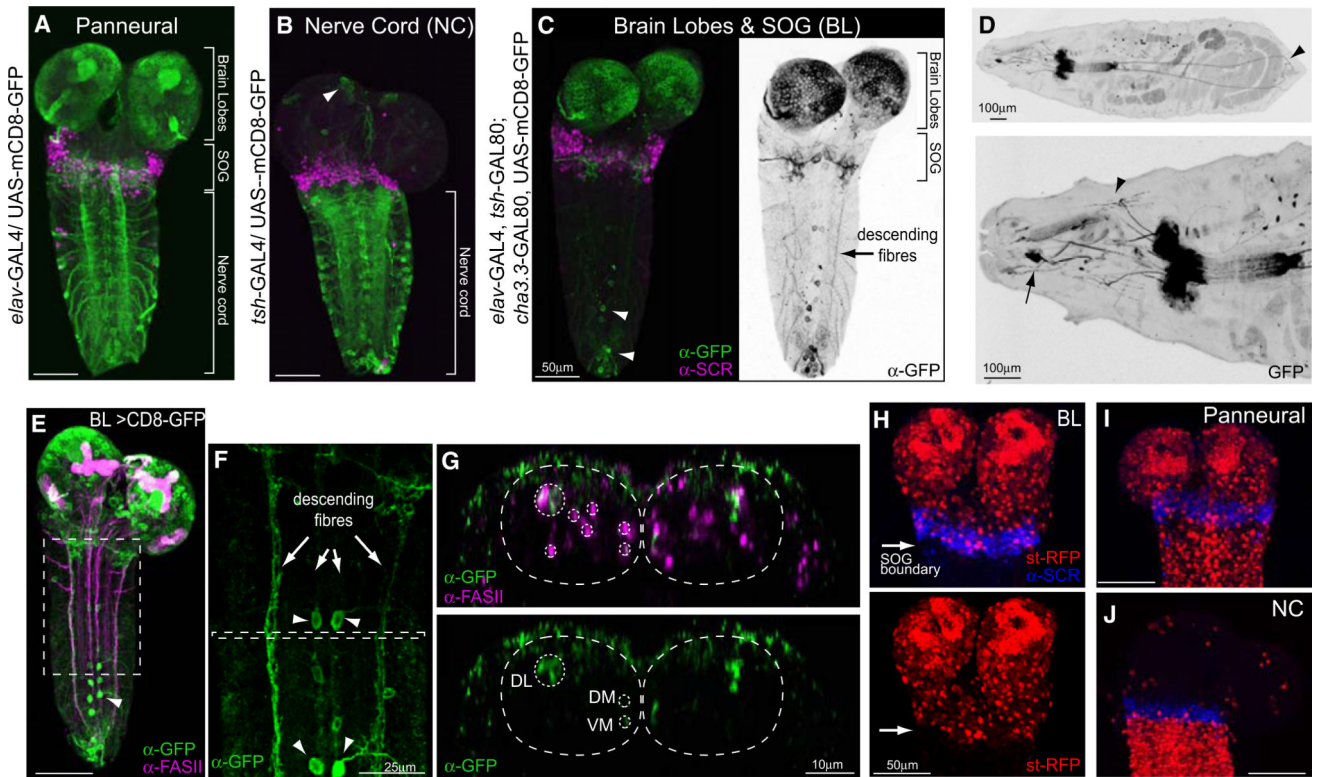 A Panneural
elav-GAL4/ UAS-mCD8-GFP
Brain Lobes
SOG
Nerve cord
B Nerve Cord (NC)
tsh-GAL4/ UAS--mCD8-GFP
Nerve cord
C Brain Lobes & SOG (BL)
elav-GAL4, tsh-GAL80;
cha3.3-GAL80, UAS-mCD8-GFP
α-GFP
α-SCR
50μm
Brain Lobes
SOG
descending
fibres
α-GFP
D
100μm
100μm
GFP
E BL >CD8-GFP
α-GFP
α-FASII
F
descending
fibres
α-GFP
25μm
G
α-GFP
α-FASII
DL
DM
VM
α-GFP
10μm
H BL
SOG
boundary
st-RFP
α-SCR
50μm
st-RFP
I Panneural
J NC